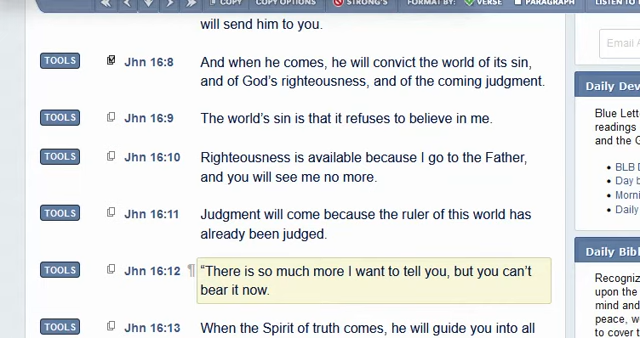 COPY COPY OPTIONS STRONG'S FORMAT BY: VERSE PARAGRAPH LISTEN TO
will send him to you.
TOOLS Jhn 16:8 And when he comes, he will convict the world of its sin,
and of God's righteousness, and of the coming judgment.
TOOLS Jhn 16:9 The world's sin is that it refuses to believe in me.
TOOLS Jhn 16:10 Righteousness is available because I go to the Father,
and you will see me no more.
TOOLS Jhn 16:11 Judgment will come because the ruler of this world has
already been judged.
TOOLS Jhn 16:12 ¶ “There is so much more I want to tell you, but you can't
bear it now.
TOOLS Jhn 16:13 When the Spirit of truth comes, he will guide you into all
Email A
Daily Dev
Blue Lett
readings
and the G
• BLB D
• Day b
• Morni
• Daily
Daily Bibl
Recogniz
upon the
mind and
peace, w
to cover t